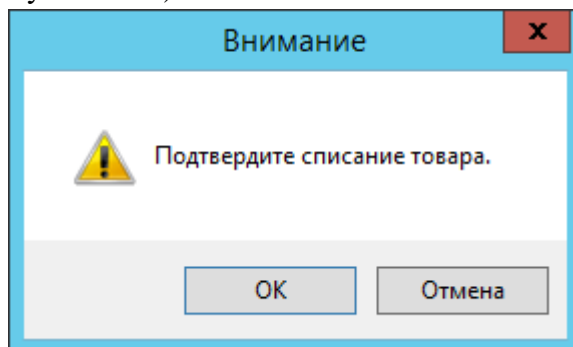 Внимание
Подтвердите списание товара.
ОК
Отмена